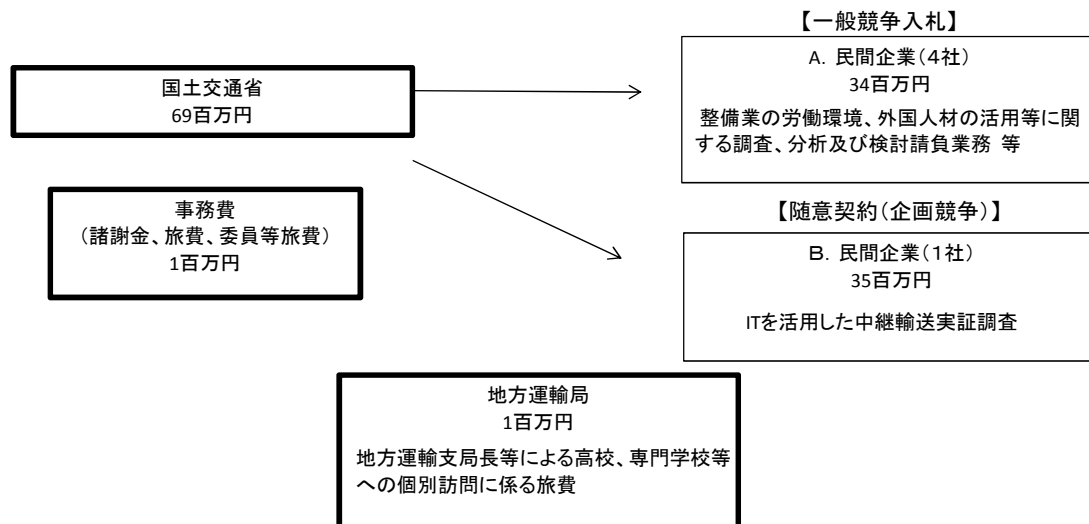 国土交通省
69百万円
事務費
（諸謝金、旅費、委員等旅費）
1百万円
【一般競争入札】
A. 民間企業（4社）
34百万円
整備業の労働環境、外国人材の活用等に関
する調査、分析及び検討請負業務 等
【随意契約（企画競争）】
B. 民間企業（１社）
35百万円
ITを活用した中継輸送実証調査
地方運輸局
1百万円
地方運輸支局長等による高校、専門学校等
への個別訪問に係る旅費